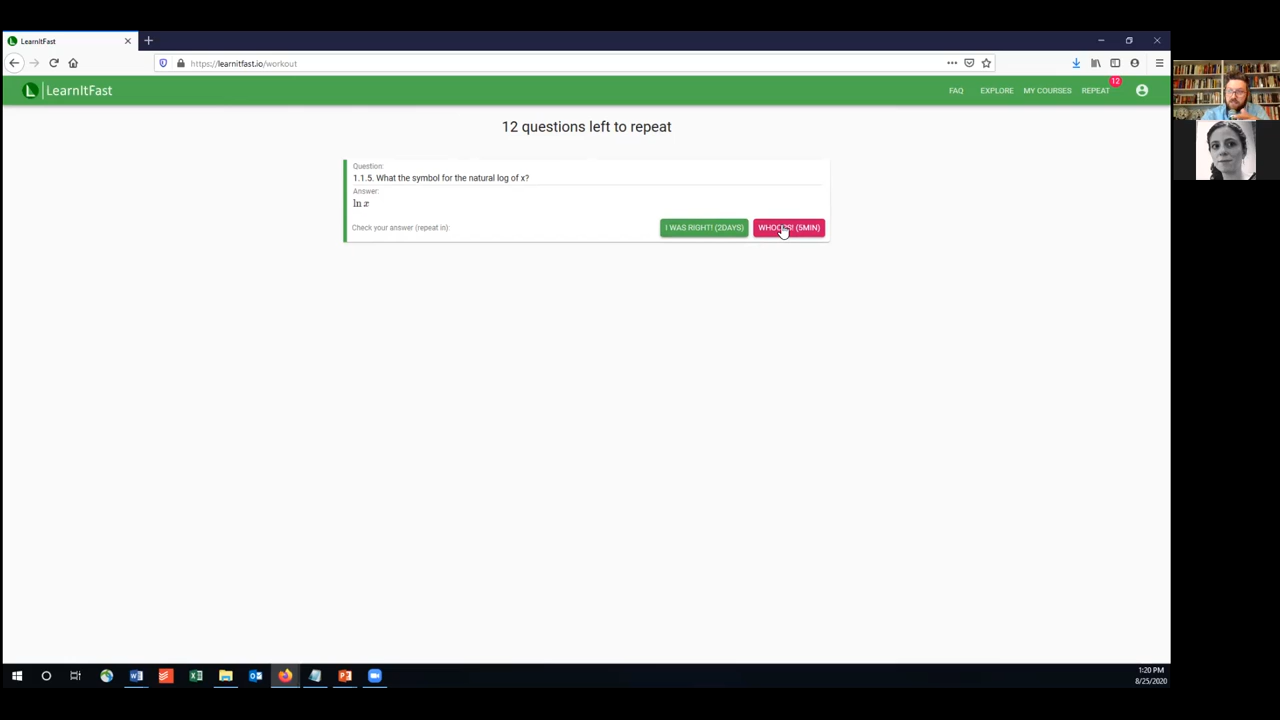 LearnItFast
https://learnitfast.io/workout
LearnItFast
FAQ
EXPLORE
MY COURSES
REPEAT
12
12 questions left to repeat
Question:
1.1.5. What the symbol for the natural log of x?
Answer:
ln x
Check your answer (repeat in):
I WAS RIGHT! (2DAYS)
(5MIN)
1:20 PM
8/25/2020